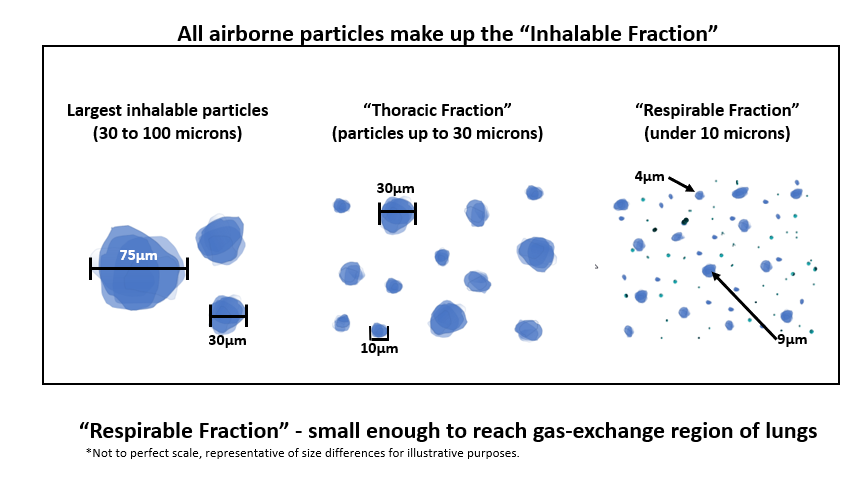 All airborne particles make up the “Inhalable Fraction”
Largest inhalable particles
(30 to 100 microns)
75µm
30µm
“Thoracic Fraction”
(particles up to 30 microns)
30µm
10µm
“Respirable Fraction”
(under 10 microns)
4µm
9µm
“Respirable Fraction” - small enough to reach gas-exchange region of lungs
*Not to perfect scale, representative of size differences for illustrative purposes.